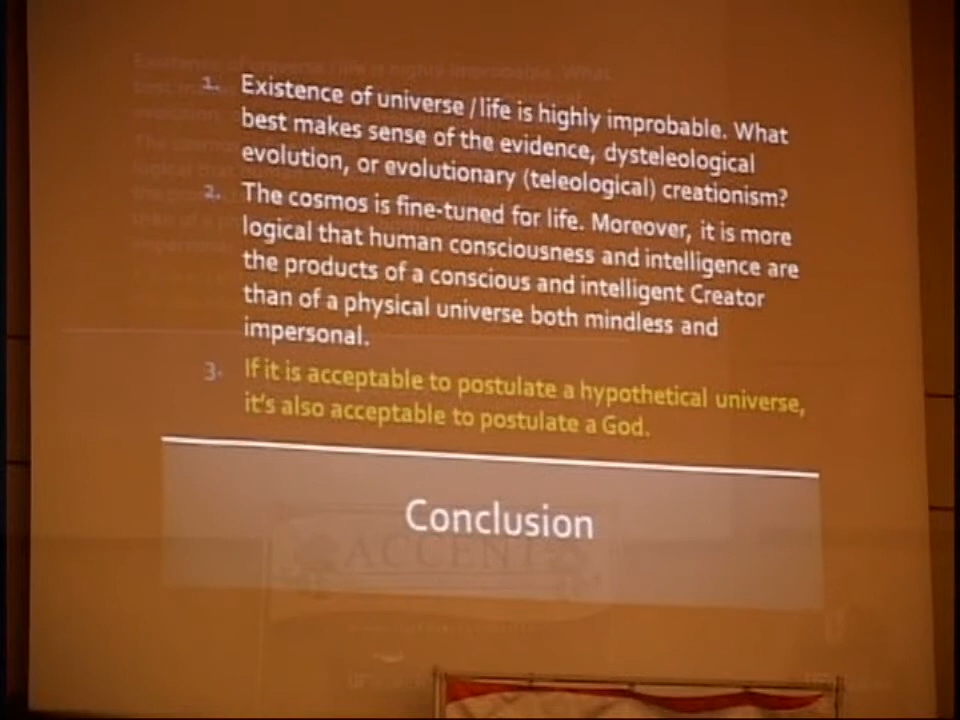 1. Existence of universe / life is highly improbable. What
best makes sense of the evidence, dysteleological
evolution, or evolutionary (teleological) creationism?
2. The cosmos is fine-tuned for life. Moreover, it is more
logical that human consciousness and intelligence are
the products of a conscious and intelligent Creator
than of a physical universe both mindless and
impersonal.
3. If it is acceptable to postulate a hypothetical universe,
it's also acceptable to postulate a God.
Conclusion
ACCENT